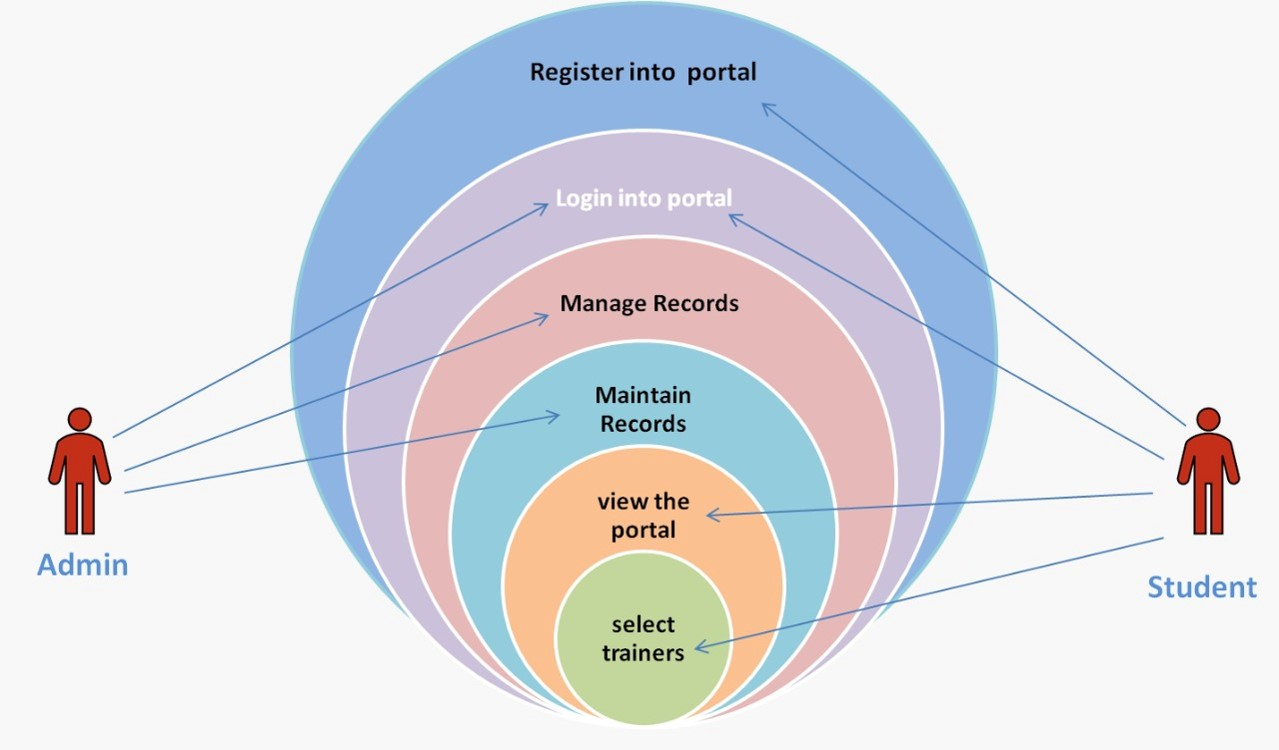 Register into portal
Login into portal
Manage Records
Maintain
Records
view the
portal
select
trainers
Admin
Student